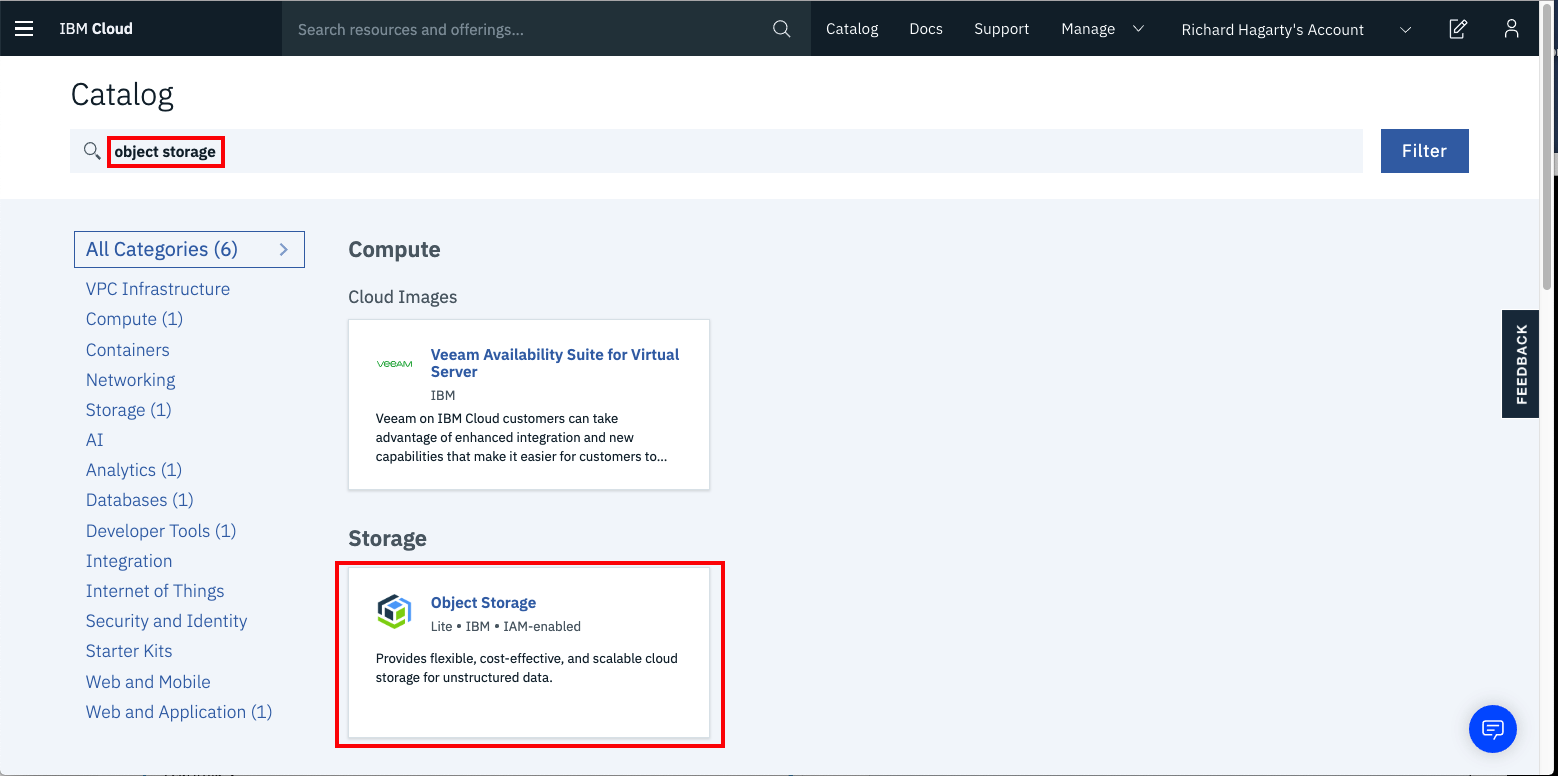 IBM Cloud
Search resources and offerings...
Catalog
Docs
Support
Manage
Richard Hagarty's Account
Catalog
object storage
Filter
All Categories (6)
VPC Infrastructure
Compute (1)
Containers
Networking
Storage (1)
AI
Analytics (1)
Databases (1)
Developer Tools (1)
Integration
Internet of Things
Security and Identity
Starter Kits
Web and Mobile
Web and Application (1)
Compute
Cloud Images
veeam
Veeam Availability Suite for Virtual
Server
IBM
Veeam on IBM Cloud customers can take
advantage of enhanced integration and new
capabilities that make it easier for customers to...
Storage
Object Storage
Lite • IBM • IAM-enabled
Provides flexible, cost-effective, and scalable cloud
storage for unstructured data.
FEEDBACK